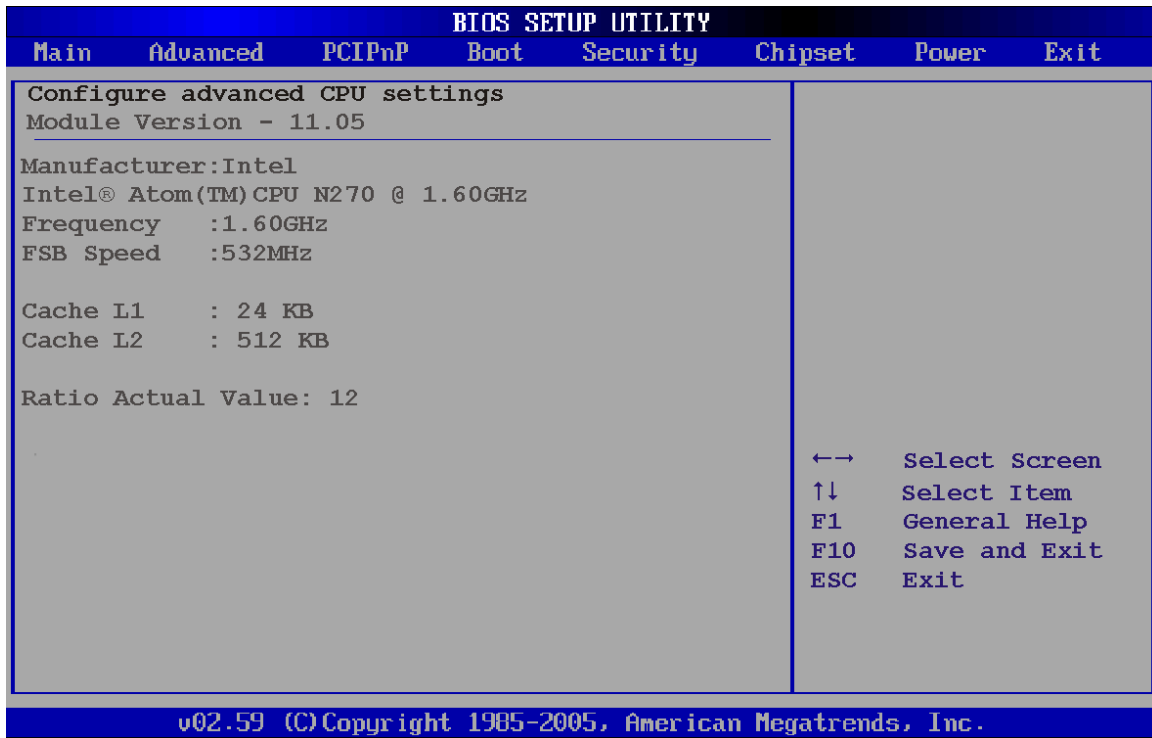 BIOS SETUP UTILITY
Main Advanced PCIPnP Boot Security Chipset Power Exit
Configure advanced CPU settings
Module Version - 11.05
Manufacturer:Intel
Intel® Atom(TM)CPU N270 @ 1.60GHz
Frequency :1.60GHz
FSB Speed :532MHz
Cache L1 : 24 KB
Cache L2 : 512 KB
Ratio Actual Value: 12
←→ Select Screen
↑↓ Select Item
F1 General Help
F10 Save and Exit
ESC Exit
v02.59 (C)Copyright 1985-2005, American Megatrends, Inc.